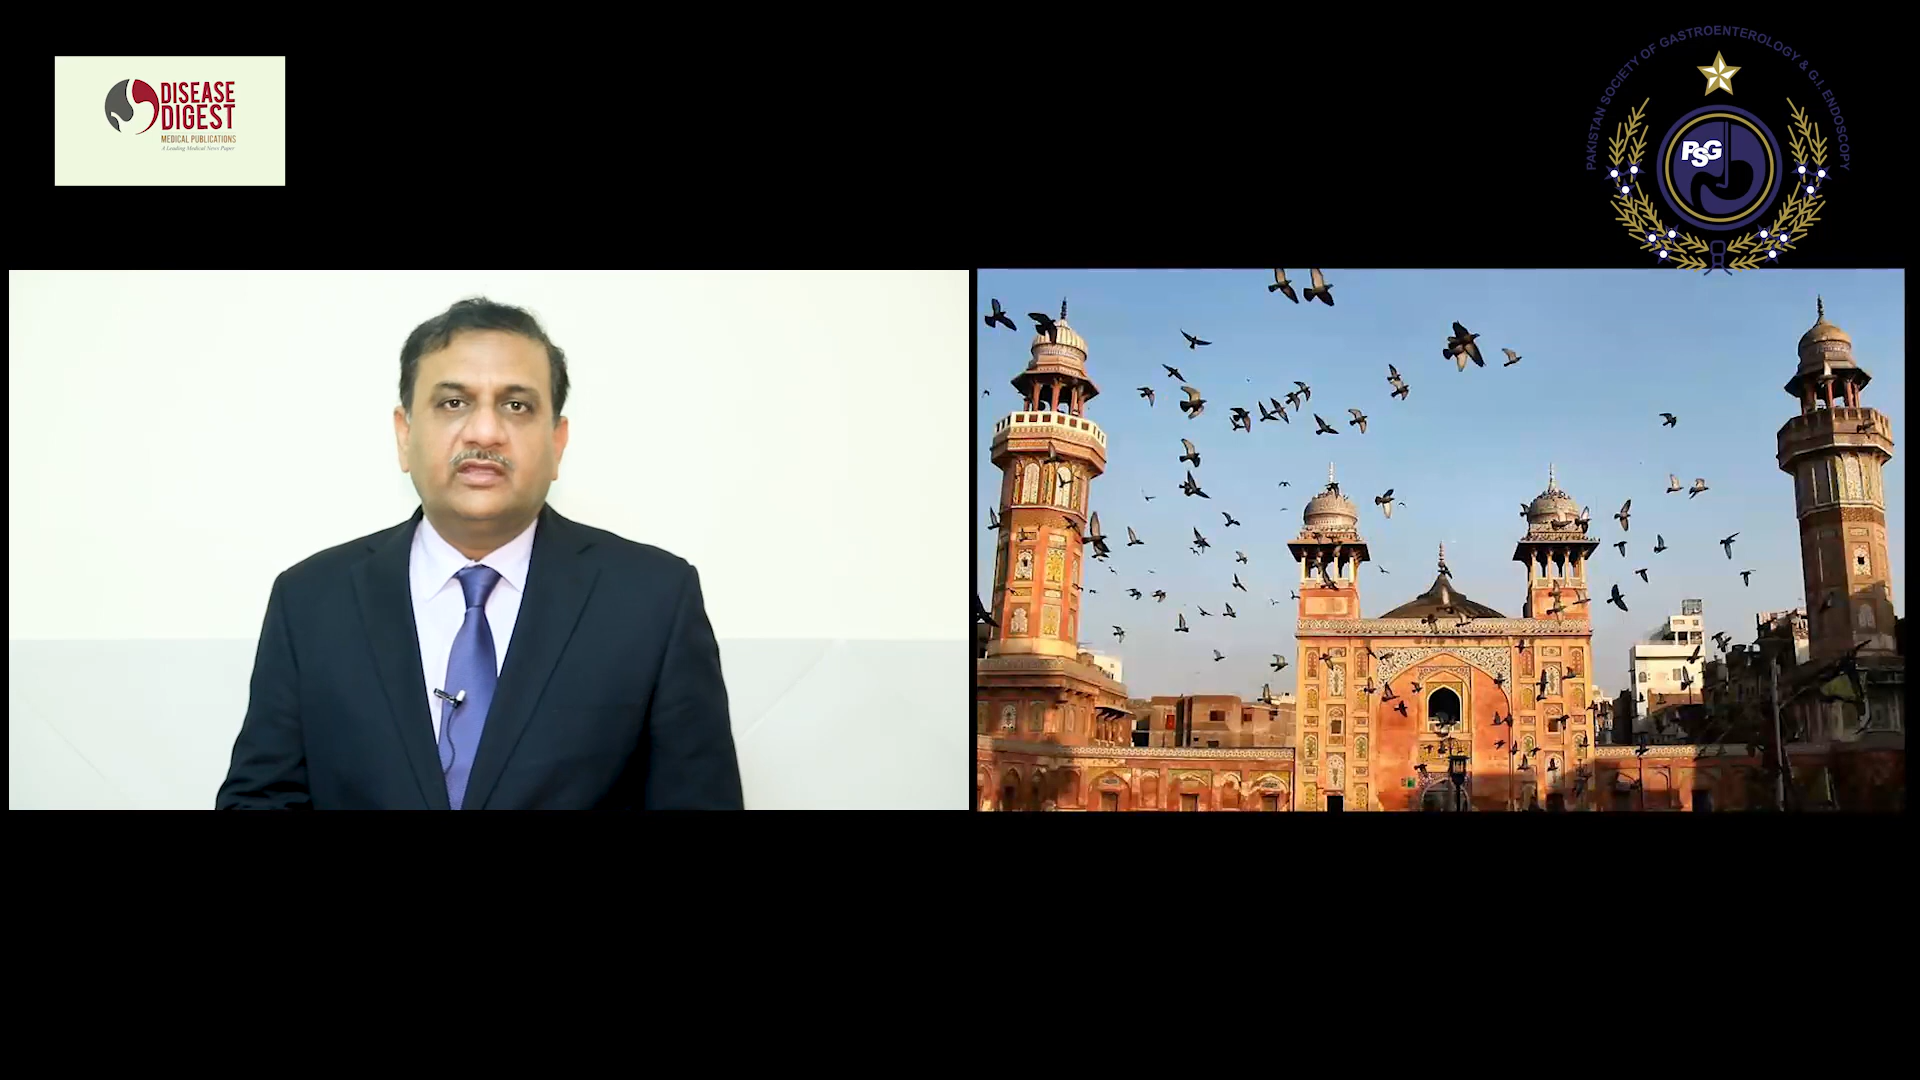 DISEASE
DIGEST
MEDICAL PUBLICATIONS
A Leading Medical News Paper
PAKISTAN SOCIETY OF GASTROENTEROLOGY & G.I. ENDOSCOPY
PSG